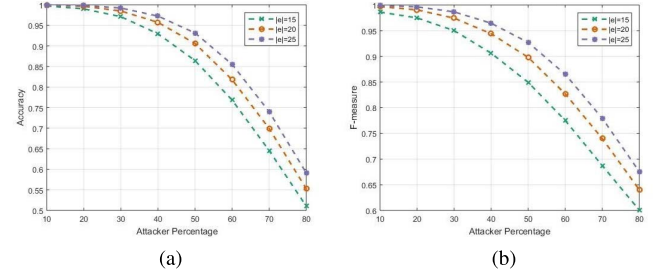 1
0.95
0.9
0.85
0.8
0.75
0.7
0.65
0.6
0.55
0.5
Accuracy
10 20 30 40 50 60 70 80
Attacker Percentage
|e|=15
|e|=20
|e|=25
(a)
1
0.95
0.9
0.85
0.8
0.75
0.7
0.65
0.6
F-measure
10 20 30 40 50 60 70 80
Attacker Percentage
|e|=15
|e|=20
|e|=25
(b)